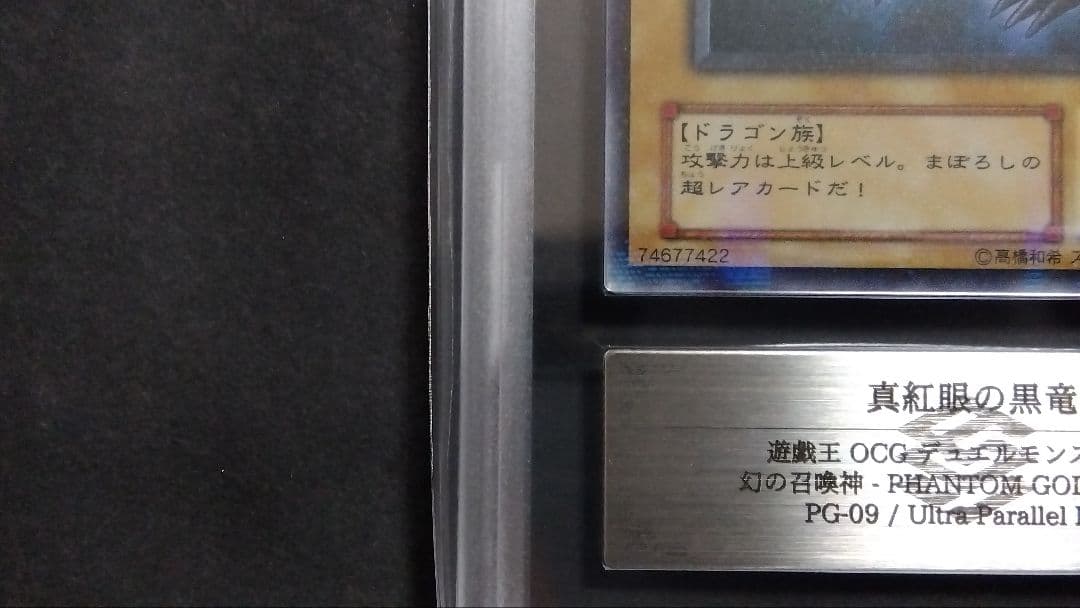 【ドラゴン族】
攻撃力は上級レベル。まぼろしの
超レアカードだ！
74677422
©高橋和希
真紅眼の黒竜
遊戯王 OCG デュエルモンス
幻の召喚神 - PHANTOM GOD
PG-09 / Ultra Parallel